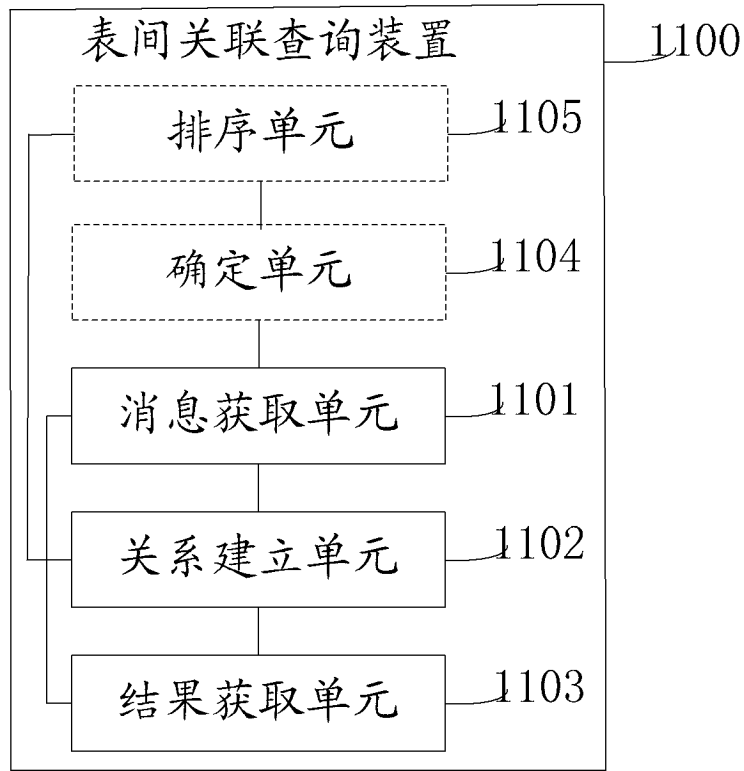 表间关联查询装置
1100
排序单元
1105
确定单元
1104
消息获取单元
1101
关系建立单元
1102
结果获取单元
1103